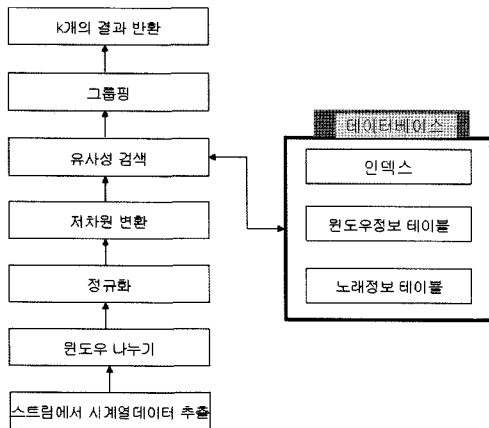 k개의 결과 반환
그룹핑
유사성 검색
저차원 변환
정규화
윈도우 나누기
스트림에서 시계열데이터 추출
데이터베이스
인덱스
윈도우정보 테이블
노래정보 테이블